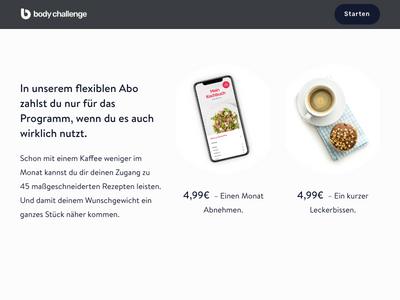 body challenge
Starten
In unserem flexiblen Abo
zahlst du nur für das
Programm, wenn du es auch
wirklich nutzt.
Schon mit einem Kaffee weniger im
Monat kannst du dir deinen Zugang zu
45 maßgeschneiderten Rezepten leisten.
Und damit deinem Wunschgewicht ein
ganzes Stück näher kommen.
Mein
Kochbuch
4,99€ – Einen Monat
Abnehmen.
4,99€ – Ein kurzer
Leckerbissen.